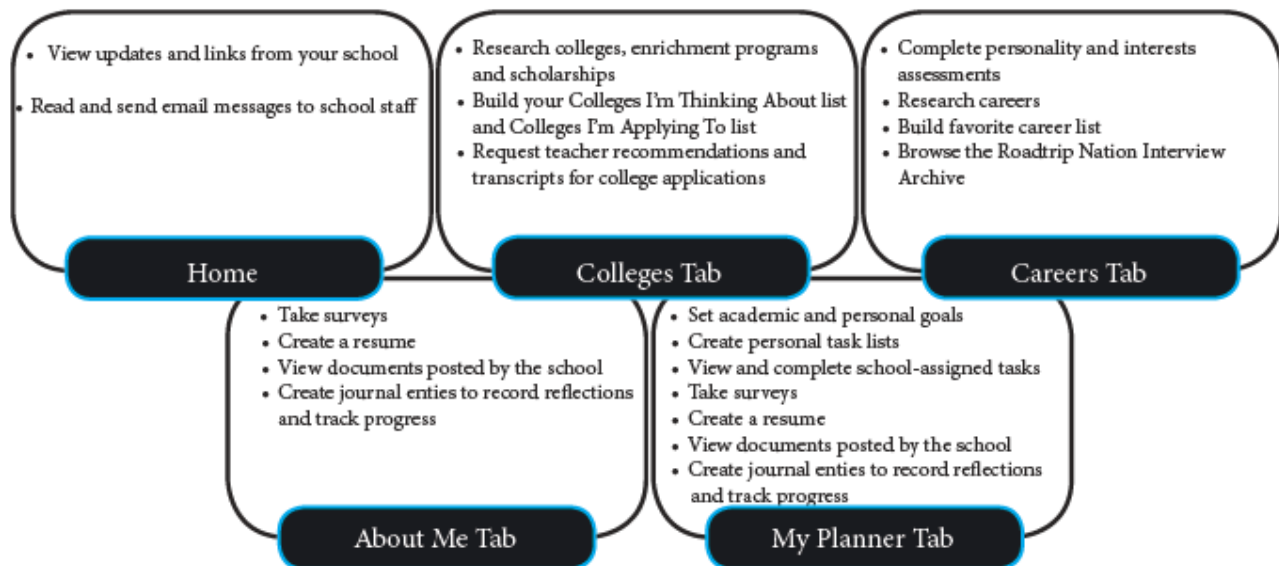 • View updates and links from your school
• Read and send email messages to school staff
Home
• Research colleges, enrichment programs
and scholarships
• Build your Colleges I'm Thinking About list
and Colleges I'm Applying To list
• Request teacher recommendations and
transcripts for college applications
Colleges Tab
• Complete personality and interests
assessments
• Research careers
• Build favorite career list
• Browse the Roadtrip Nation Interview
Archive
Careers Tab
• Take surveys
• Create a resume
• View documents posted by the school
• Create journal enties to record reflections
and track progress
About Me Tab
• Set academic and personal goals
• Create personal task lists
• View and complete school-assigned tasks
• Take surveys
• Create a resume
• View documents posted by the school
• Create journal enties to record reflections
and track progress
My Planner Tab